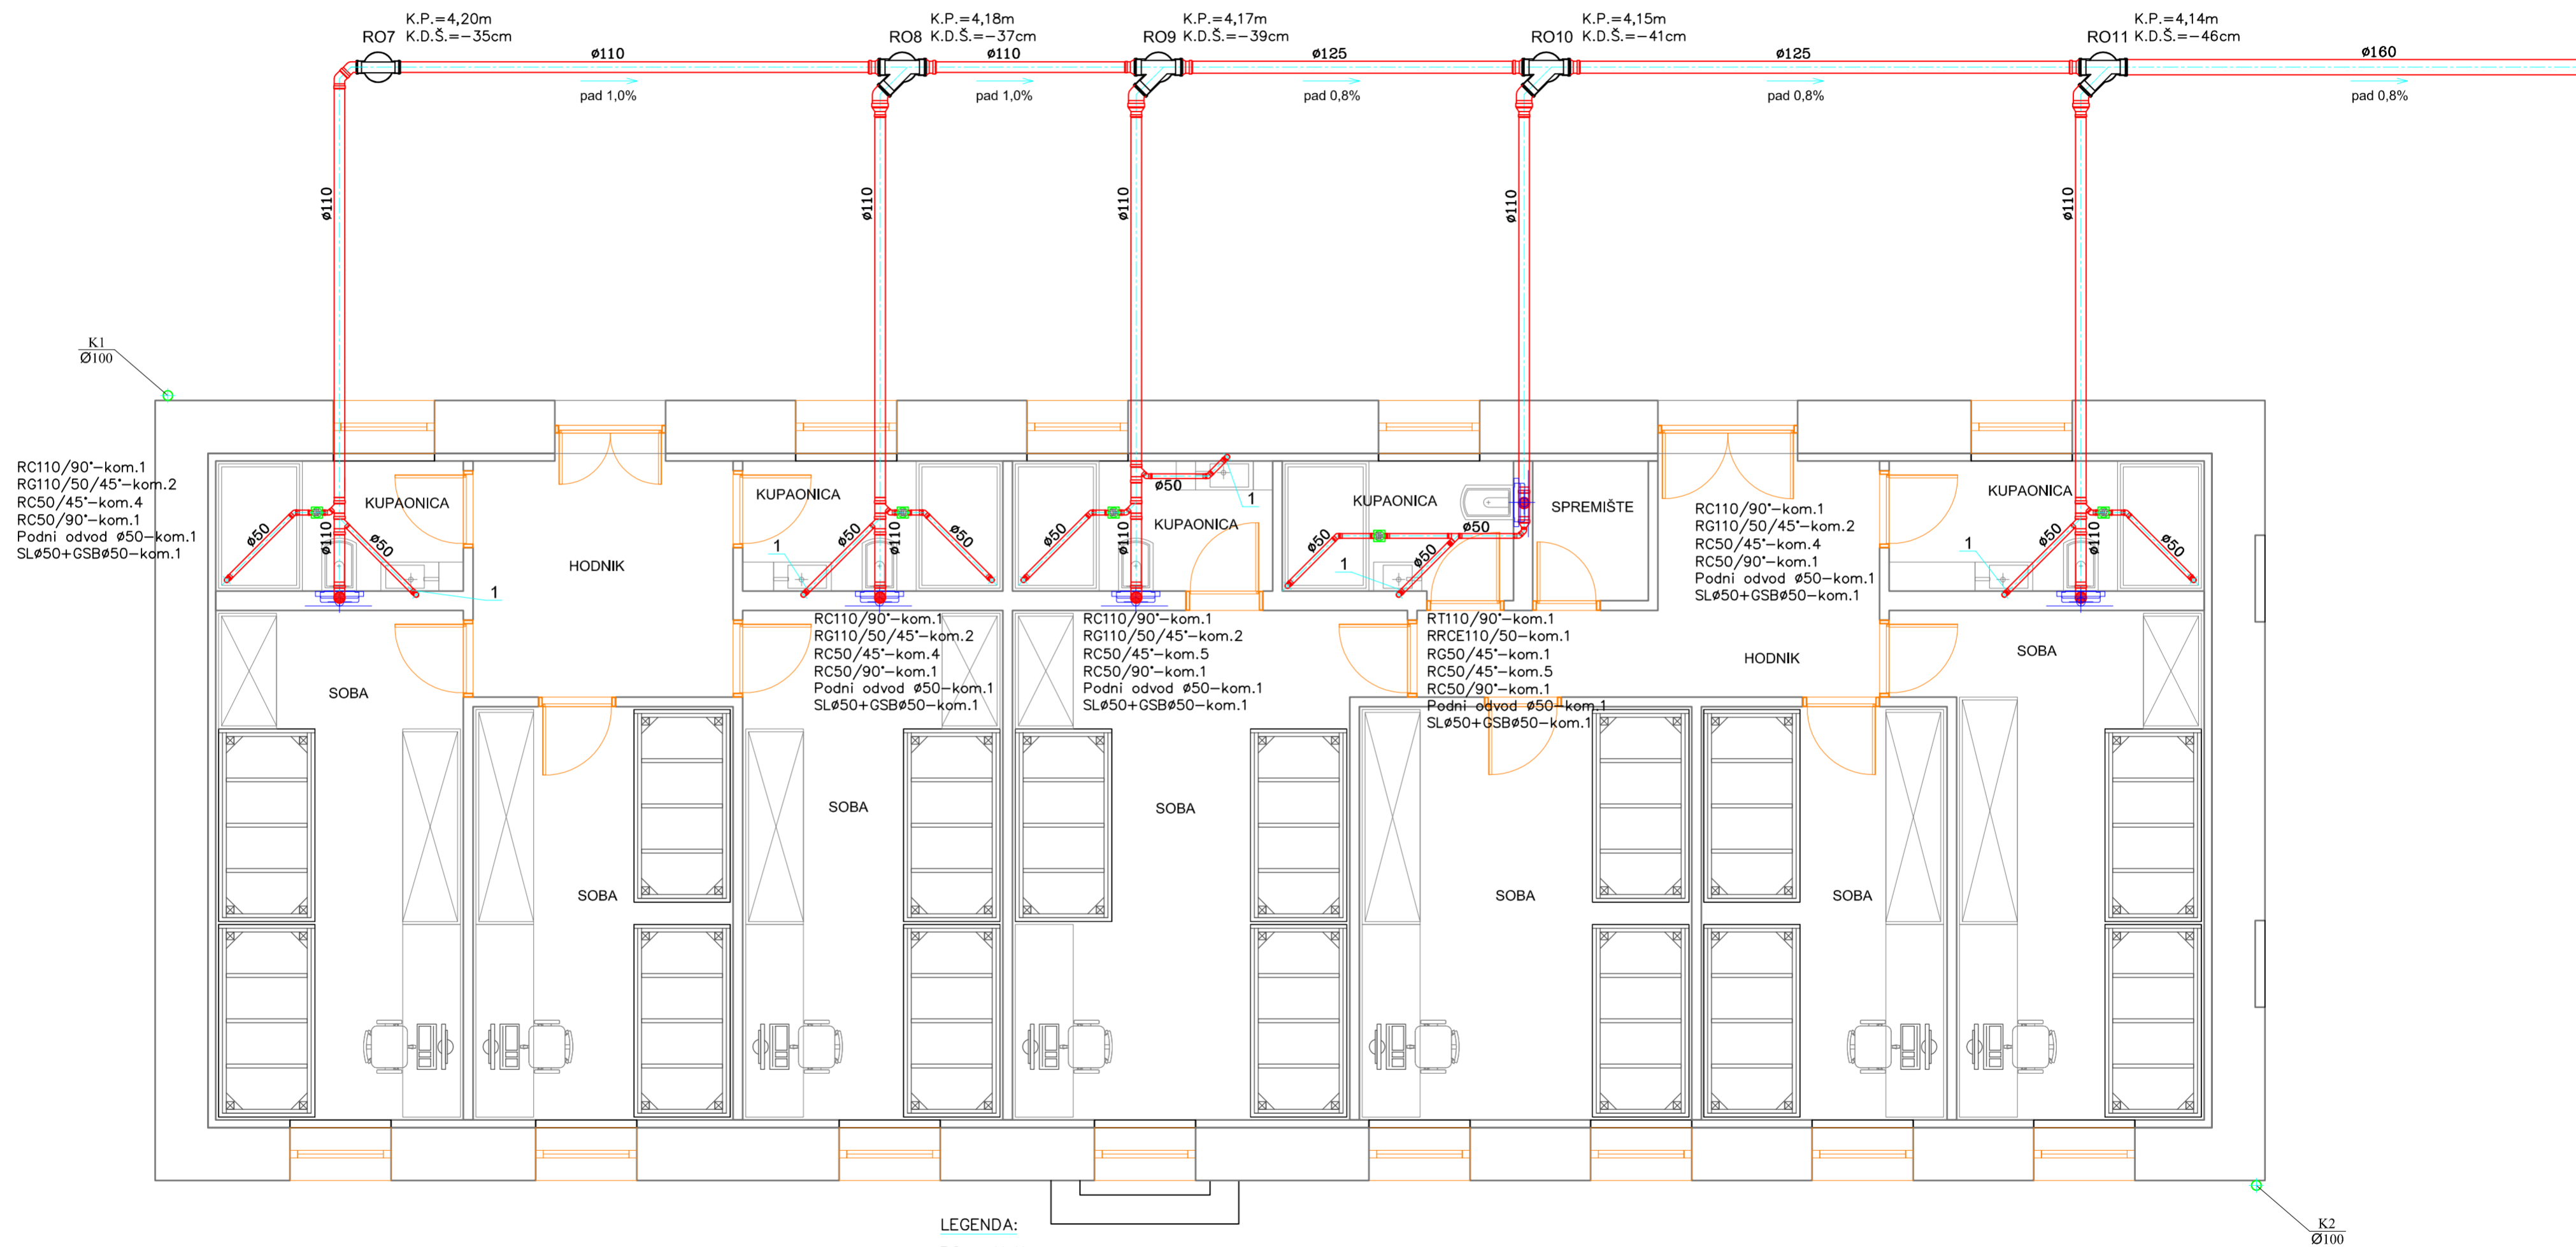 RO7
K.P.=4,20m
K.D.Š.=-35cm
RO8
K.P.=4,18m
K.D.Š.=-37cm
RO9
K.P.=4,17m
K.D.Š.=-39cm
RO10
K.P.=4,15m
K.D.Š.=-41cm
RO11
K.P.=4,14m
K.D.Š.=-46cm
ø110
ø110
ø125
ø125
ø160
pad 1,0%
pad 1,0%
pad 0,8%
pad 0,8%
pad 0,8%
ø110
ø110
ø110
ø110
ø110
K1
Ø100
RC110/90°-kom.1
RG110/50/45°-kom.2
RC50/45°-kom.4
RC50/90°-kom.1
Podni odvod ø50-kom.1
SLø50+GSBø50-kom.1
KUPAONICA
ø50
ø110
ø50
1
HODNIK
KUPAONICA
1
ø50
ø110
ø50
ø50
ø110
KUPAONICA
ø50
1
KUPAONICA
ø50
ø50
ø50
1
SPREMIŠTE
RC110/90°-kom.1
RG110/50/45°-kom.2
RC50/45°-kom.4
RC50/90°-kom.1
Podni odvod ø50-kom.1
SLø50+GSBø50-kom.1
KUPAONICA
1
ø50
ø110
ø50
RC110/90°-kom.1
RG110/50/45°-kom.2
RC50/45°-kom.4
RC50/90°-kom.1
Podni odvod ø50-kom.1
SLø50+GSBø50-kom.1
RC110/90°-kom.1
RG110/50/45°-kom.2
RC50/45°-kom.5
RC50/90°-kom.1
Podni odvod ø50-kom.1
SLø50+GSBø50-kom.1
RT110/90°-kom.1
RRCE110/50-kom.1
RG50/45°-kom.1
RC50/45°-kom.5
RC50/90°-kom.1
Podni odvod ø50-kom.1
SLø50+GSBø50-kom.1
HODNIK
SOBA
SOBA
SOBA
SOBA
SOBA
SOBA
SOBA
LEGENDA:
K2
Ø100